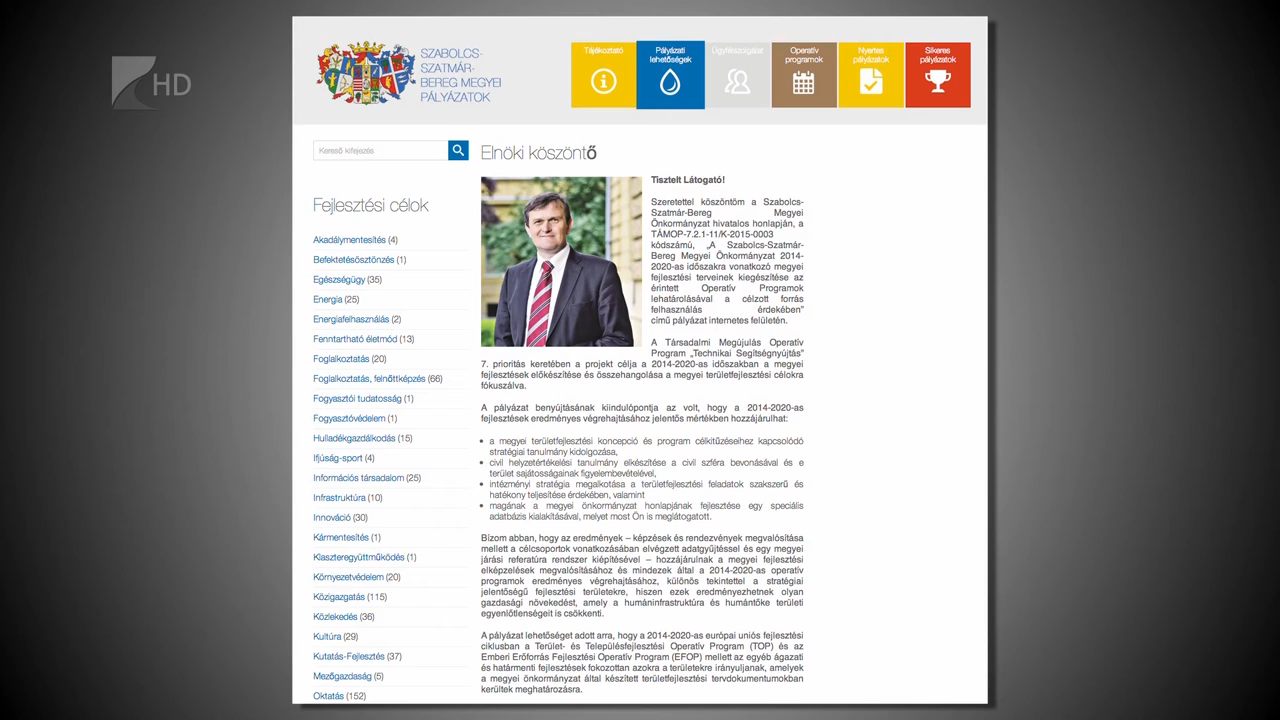 HD
SZABOLCS-
SZATMÁR-
BEREG MEGYEI
PÁLYÁZATOK
Tájékoztató
Pályázati
lehetőségek
Ügyfélszolgálat
Operatív
programok
Nyertes
pályázatok
Sikeres
pályázatok
Kereső kifejezés
Fejlesztési célok
Akadálymentesítés (4)
Befektetésösztönzés (1)
Egészségügy (35)
Energia (25)
Energiafelhasználás (2)
Fenntartható életmód (13)
Foglalkoztatás (20)
Foglalkoztatás, felnőttképzés (66)
Fogyasztói tudatosság (1)
Fogyasztóvédelem (1)
Hulladékgazdálkodás (15)
Ifjúság-sport (4)
Információs társadalom (25)
Infrastruktúra (10)
Innováció (30)
Kármentesítés (1)
Klaszteregyüttműködés (1)
Környezetvédelem (20)
Közigazgatás (115)
Közlekedés (36)
Kultúra (29)
Kutatás-Fejlesztés (37)
Mezőgazdaság (5)
Oktatás (152)
Elnöki köszöntő
Tisztelt Látogató!
Szeretettel köszöntöm a Szabolcs-
Szatmár-Bereg Megyei
Önkormányzat hivatalos honlapján, a
TÁMOP-7.2.1-11/K-2015-0003
kódszámú, „A Szabolcs-Szatmár-
Bereg Megyei Önkormányzat 2014-
2020-as időszakra vonatkozó megyei
fejlesztési terveinek kiegészítése az
érintett Operatív Programok
lehatárolásával a célzott forrás
felhasználás érdekében”
című pályázat internetes felületén.
A Társadalmi Megújulás Operatív
Program „Technikai Segítségnyújtás”
7. prioritás keretében a projekt célja a 2014-2020-as időszakban a megyei
fejlesztések előkészítése és összehangolása a megyei területfejlesztési célokra
fókuszálva.
A pályázat benyújtásának kiindulópontja az volt, hogy a 2014-2020-as
fejlesztések eredményes végrehajtásához jelentős mértékben hozzájárulhat:
• a megyei területfejlesztési koncepció és program célkitűzéseihez kapcsolódó
stratégiai tanulmány kidolgozása,
• civil helyzetértékelési tanulmány elkészítése a civil szféra bevonásával és e
terület sajátosságainak figyelembevételével,
• intézményi stratégia megalkotása a területfejlesztési feladatok szakszerű és
hatékony teljesítése érdekében, valamint
• magának a megyei önkormányzat honlapjának fejlesztése egy speciális
adatbázis kialakításával, melyet most Ön is meglátogatott.
Bízom abban, hogy az eredmények – képzések és rendezvények megvalósítása
mellett a célcsoportok vonatkozásában elvégzett adatgyűjtéssel és egy megyei
járási referatúra rendszer kiépítésével – hozzájárulnak a megyei fejlesztési
elképzelések megvalósításához és mindezek által a 2014-2020-as operatív
programok eredményes végrehajtásához, különös tekintettel a stratégiai
jelentőségű fejlesztési területekre, hiszen ezek eredményezhetnek olyan
gazdasági növekedést, amely a humáninfrastruktúra és humántőke területi
egyenlőtlenségeit is csökkenti.
A pályázat lehetőséget adott arra, hogy a 2014-2020-as európai uniós fejlesztési
ciklusban a Terület- és Településfejlesztési Operatív Program (TOP) és az
Emberi Erőforrás Fejlesztési Operatív Program (EFOP) mellett az egyéb ágazati
és határmenti fejlesztések fokozottan azokra a területekre irányuljanak, amelyek
a megyei önkormányzat által készített területfejlesztési tervdokumentumokban
kerültek meghatározásra.